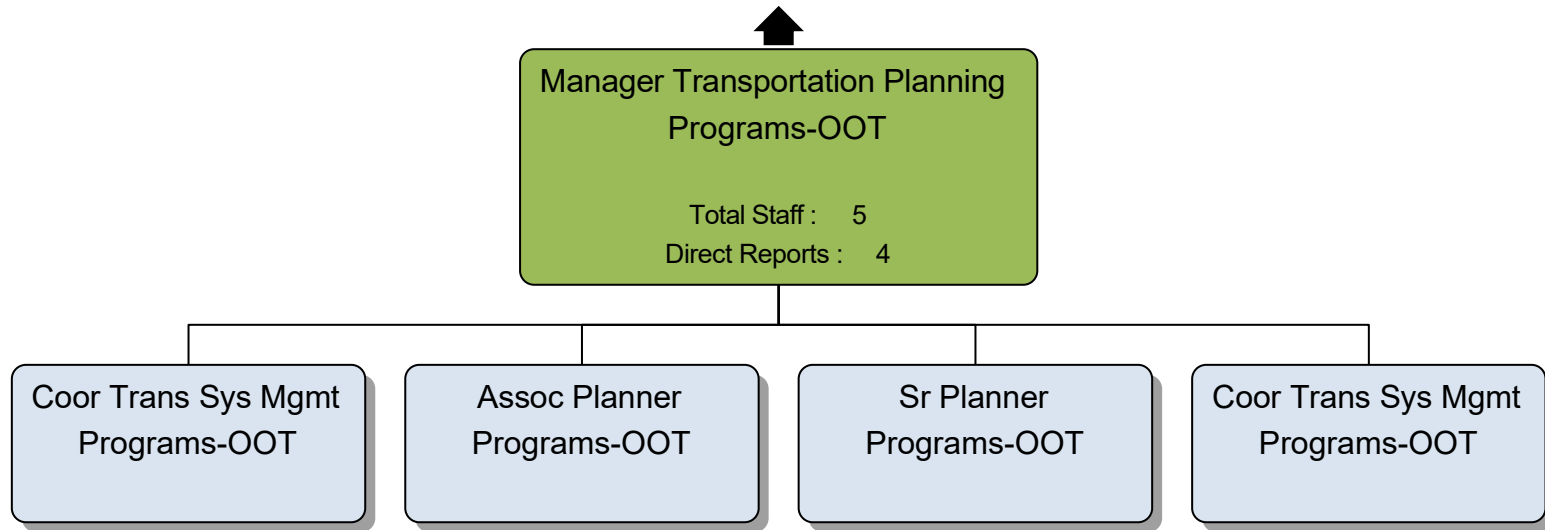 Manager Transportation Planning
Programs-OOT
Total Staff : 5
Direct Reports : 4
Coor Trans Sys Mgmt
Programs-OOT
Assoc Planner
Programs-OOT
Sr Planner
Programs-OOT
Coor Trans Sys Mgmt
Programs-OOT